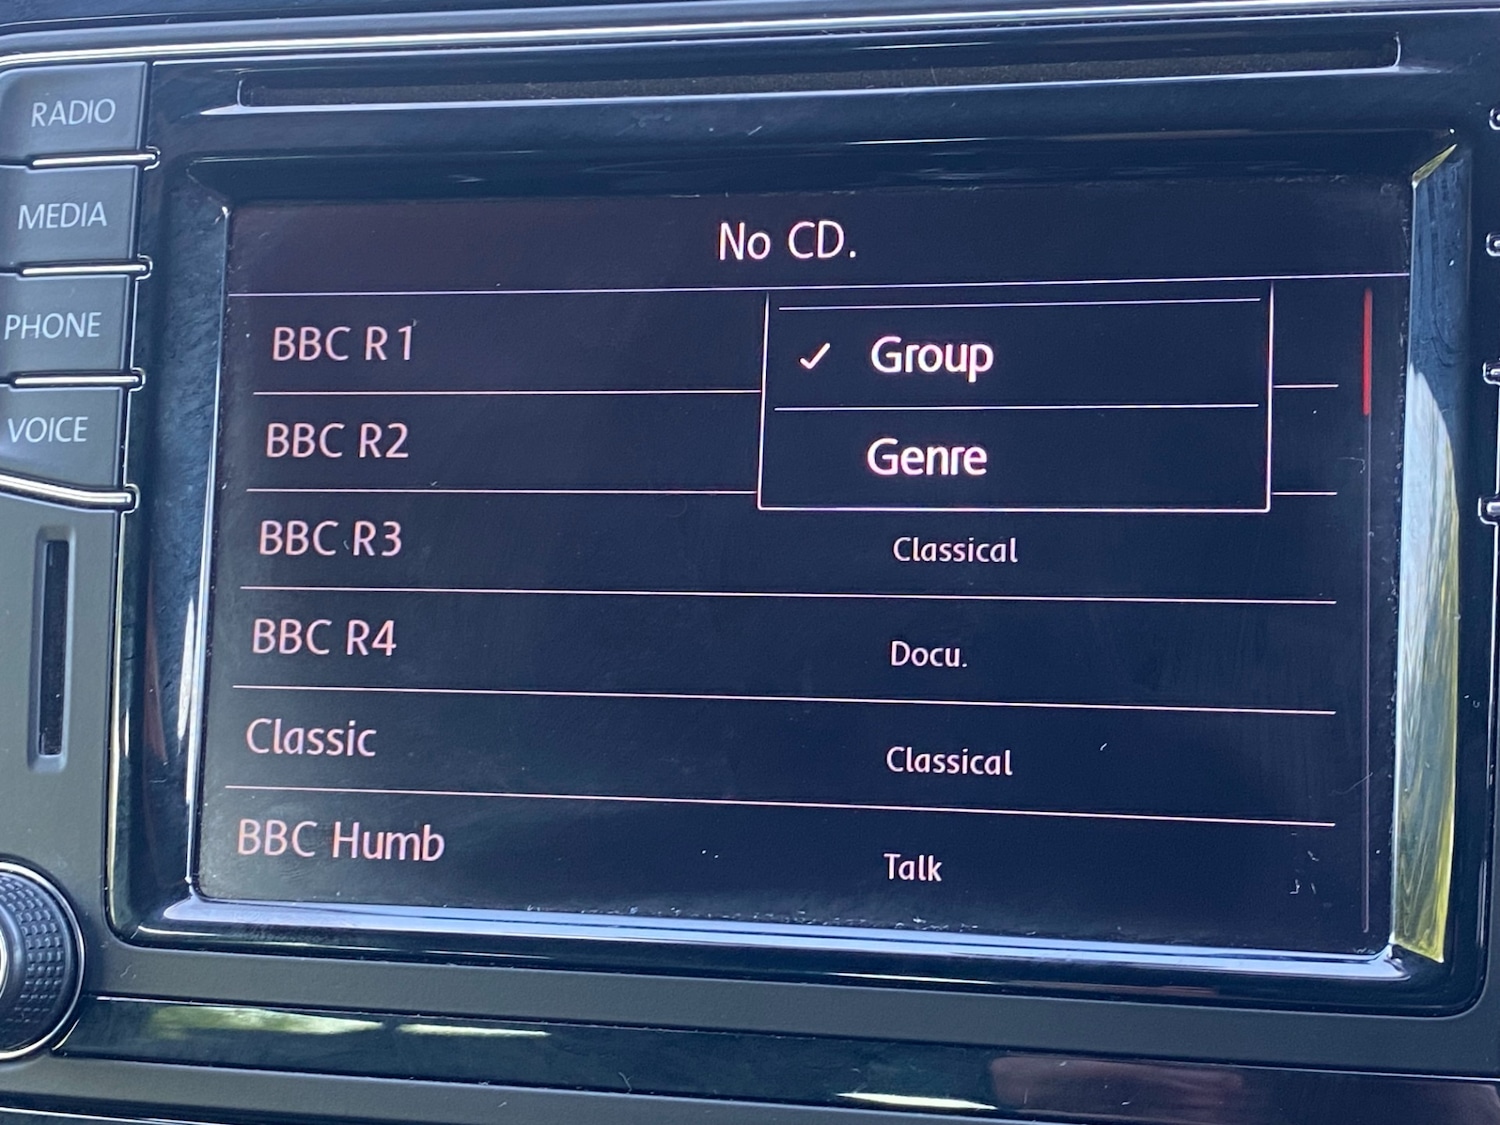 RADIO
MEDIA
PHONE
VOICE
No CD.
BBC R1
Group
BBC R2
Genre
BBC R3 Classical
BBC R4 Docu.
Classic Classical
BBC Humb Talk